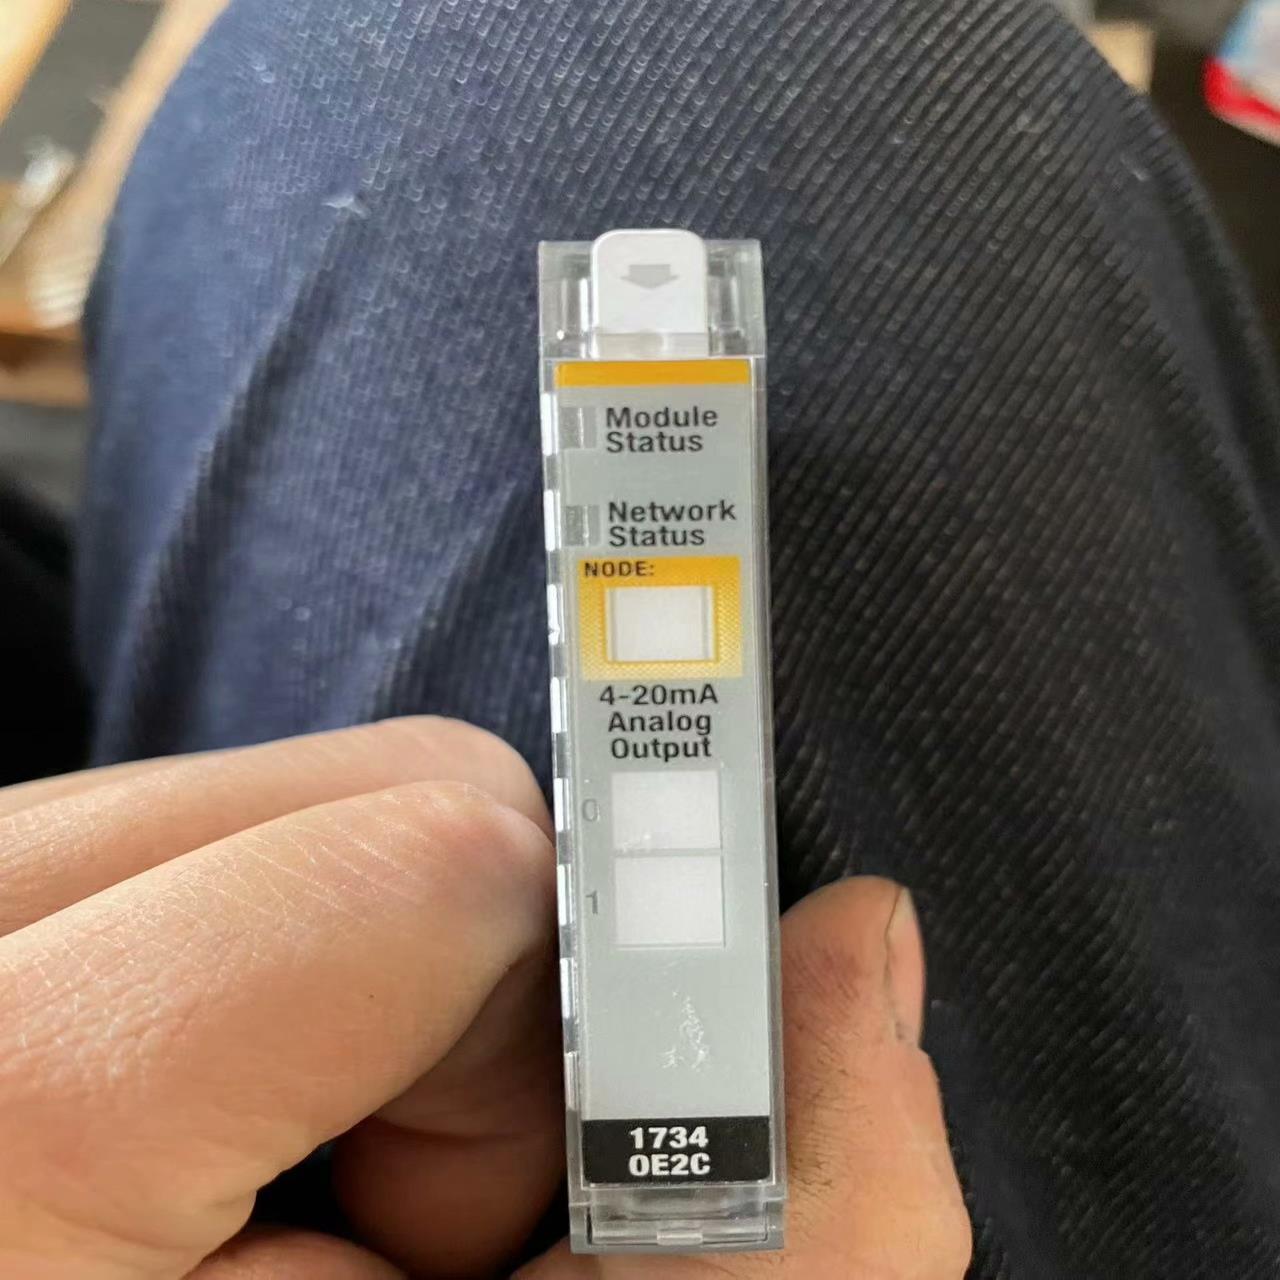 Module
Status
Network
Status
NODE:
4-20mA
Analog
Output
0
1
1734
OE2C